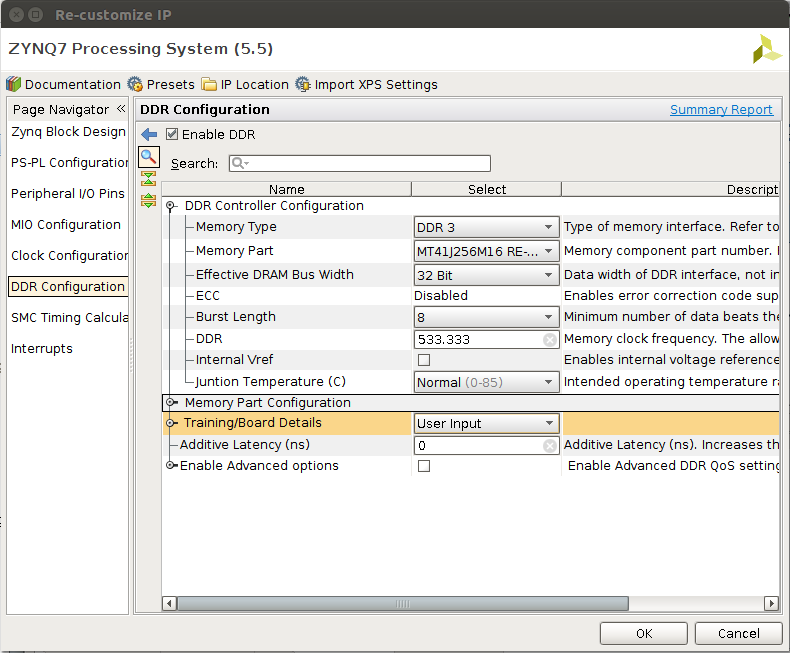 Re-customize IP
ZYNQ7 Processing System (5.5)
Documentation Presets IP Location Import XPS Settings
Page Navigator «
Zynq Block Design
PS-PL Configuration
Peripheral I/O Pins
MIO Configuration
Clock Configuration
DDR Configuration
SMC Timing Calcula
Interrupts
DDR Configuration Summary Report
Enable DDR
Search:
Name Select Descript
DDR Controller Configuration
Memory Type DDR 3 Type of memory interface. Refer to
Memory Part MT41J256M16 RE-... Memory component part number.
Effective DRAM Bus Width 32 Bit Data width of DDR interface, not in
ECC Disabled Enables error correction code sup
Burst Length 8 Minimum number of data beats the
DDR 533.333 Memory clock frequency. The allow
Internal Vref Enables internal voltage reference
Juntion Temperature (C) Normal (0-85) Intended operating temperature ra
Memory Part Configuration
Training/Board Details User Input
Additive Latency (ns) 0 Additive Latency (ns). Increases th
Enable Advanced options Enable Advanced DDR QoS setting
OK Cancel